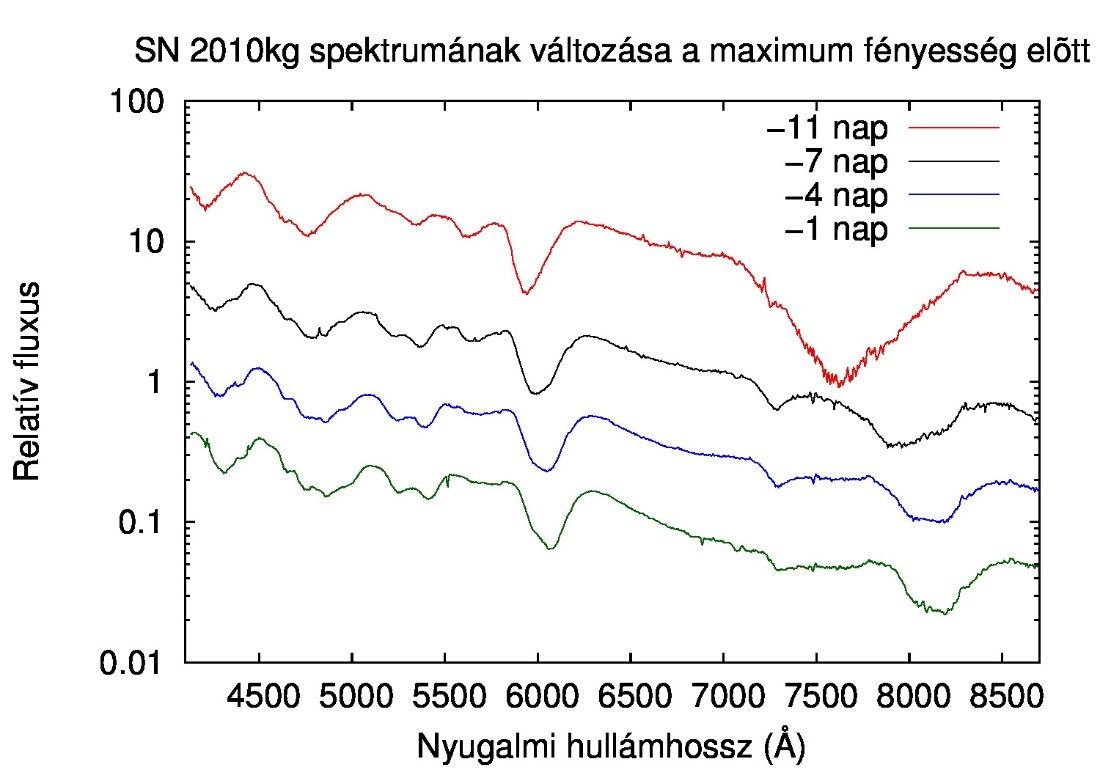 SN 2010kg spektrumának változása a maximum fényesség elõtt
100
10
1
0.1
0.01
Relatív fluxus
−11 nap
−7 nap
−4 nap
−1 nap
4500 5000 5500 6000 6500 7000 7500 8000 8500
Nyugalmi hullámhossz (Å)